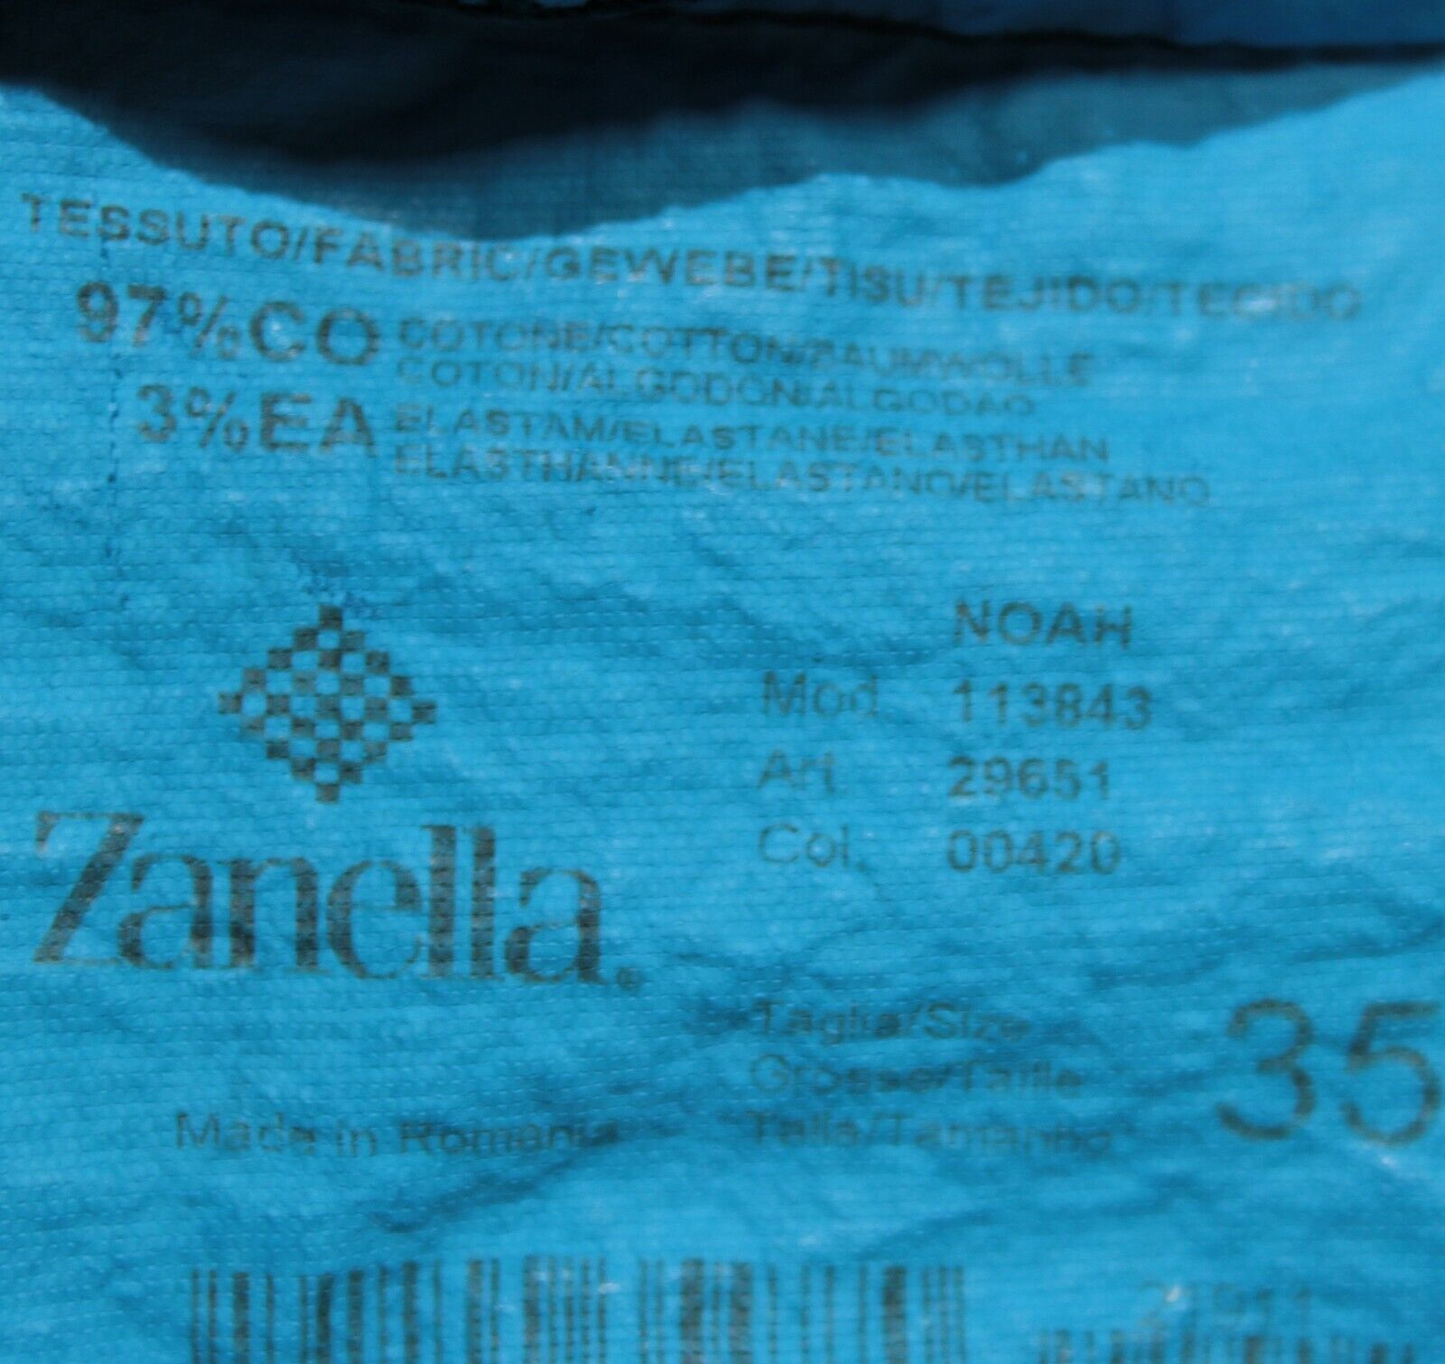 TESSUTO/FABRIC/GEWEBE/TISU/TEJIDO/TECIDO
97%CO COTONE/COTTON/BAUMWOLLE
COTON/ALGODON/ALGODAO
3%EA ELASTAM/ELASTANE/ELASTHAN
ELASTHANNE/ELASTANO/ELASTANO
NOAH
Mod. 113843
Art. 29651
Col. 00420
Zanella®
Taglia/Size
Grosse/Taille
Talla/Tamanho
35
Made in Romania